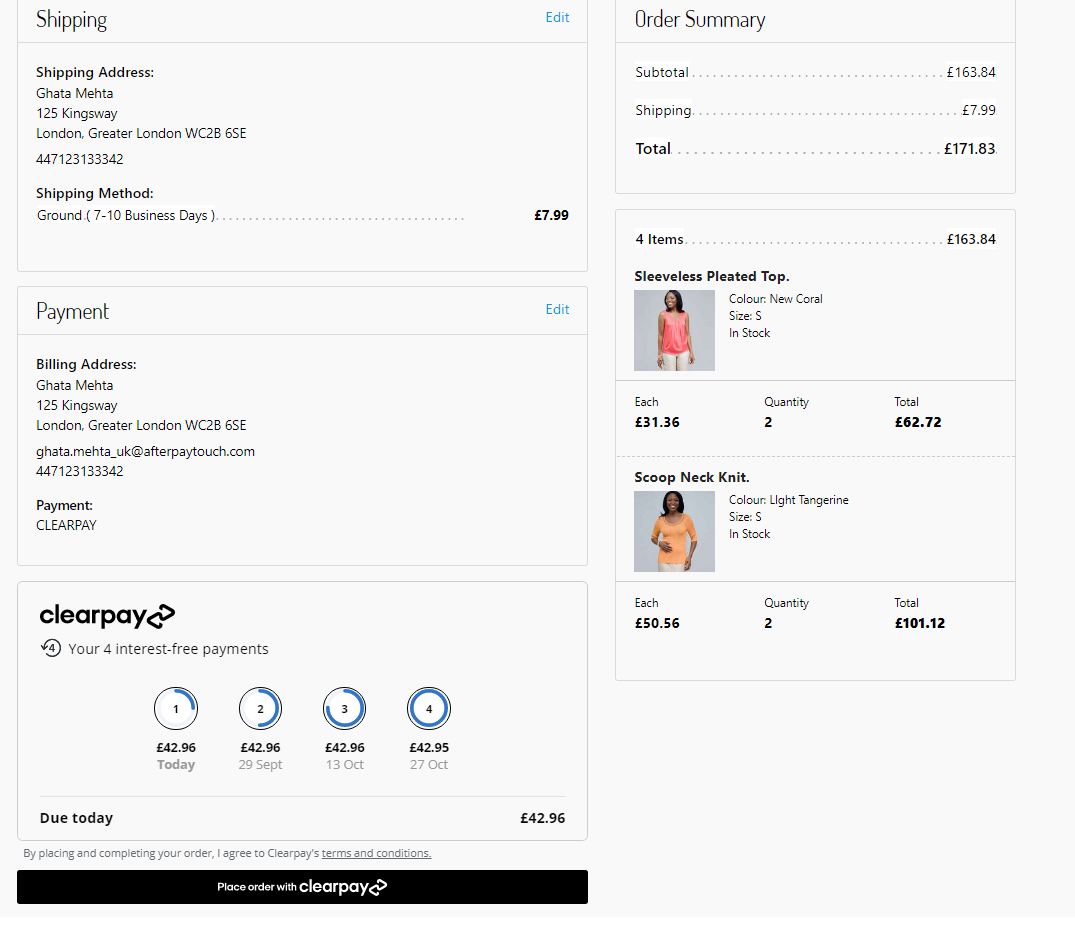 Shipping
Edit
Shipping Address:
Ghata Mehta
125 Kingsway
London, Greater London WC2B 6SE
447123133342
Shipping Method:
Ground ( 7-10 Business Days ) £7.99
Payment
Edit
Billing Address:
Ghata Mehta
125 Kingsway
London, Greater London WC2B 6SE
ghata.mehta_uk@afterpaytouch.com
447123133342
Payment:
CLEARPAY
clearpay
4 Your 4 interest-free payments
1 2 3 4
£42.96 £42.96 £42.96 £42.95
Today 29 Sept 13 Oct 27 Oct
Due today £42.96
By placing and completing your order, I agree to Clearpay's terms and conditions.
Place order with clearpay
Order Summary
Subtotal £163.84
Shipping £7.99
Total £171.83
4 Items £163.84
Sleeveless Pleated Top.
Colour: New Coral
Size: S
In Stock
Each Quantity Total
£31.36 2 £62.72
Scoop Neck Knit.
Colour: LIght Tangerine
Size: S
In Stock
Each Quantity Total
£50.56 2 £101.12